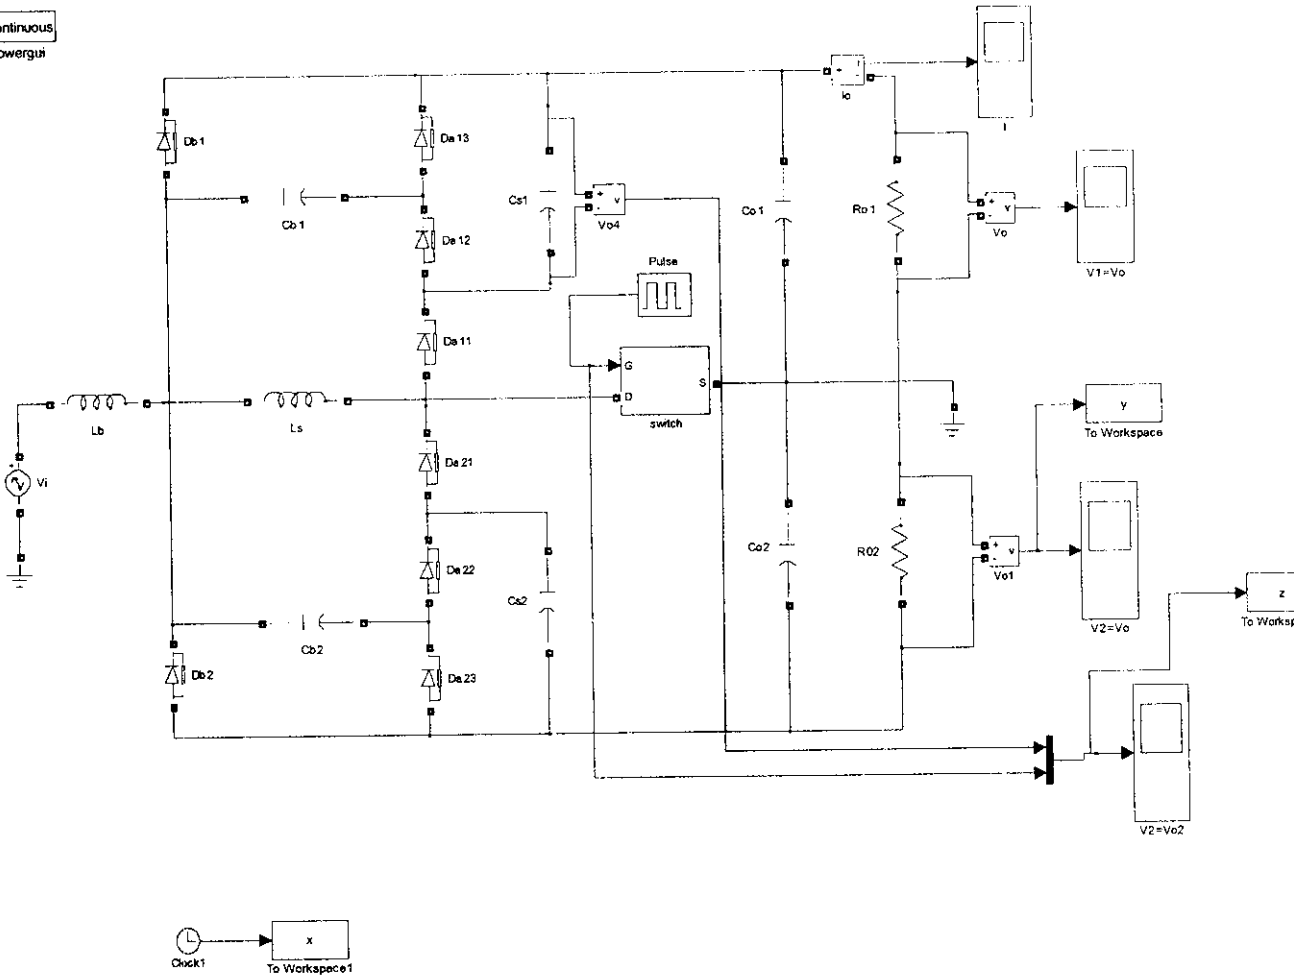 ontinuous
owergui
+ - i
Io
I
Db1
Da13
Cb1
Cs1
+ - v
Vo4
Co1
Ro1
+ - v
Vo
V1=Vo
Da12
Pulse
Da11
G
S
D
switch
Lb
Ls
y
To Workspace
+
Vi
Da21
Da22
Cs2
Co2
R02
+ - v
Vo1
V2=Vo
z
To Worksp
Cb2
Db2
Da23
V2=Vo2
Clock1
x
To Workspace1